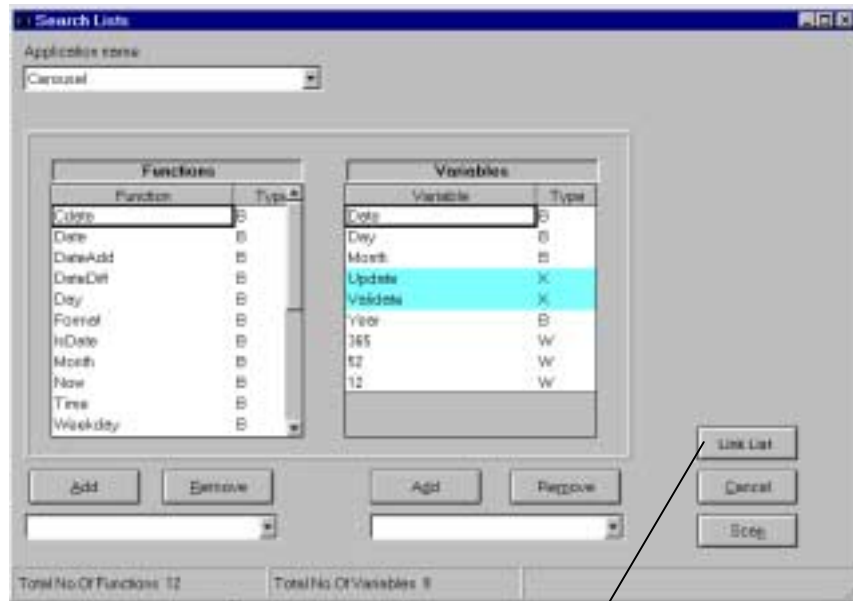 Search Lists
Application name
Carousel
Functions
Function Type
Cdate B
Date B
DateAdd B
DateDiff B
Day B
Format B
IsDate B
Month B
Now B
Time B
Weekday B
Variables
Variable Type
Date B
Day B
Month B
Update X
Validate X
Year B
365 W
52 W
12 W
Add
Remove
Add
Remove
Link List
Cancel
Scan
Total No.Of Functions 12
Total No.Of Variables 9